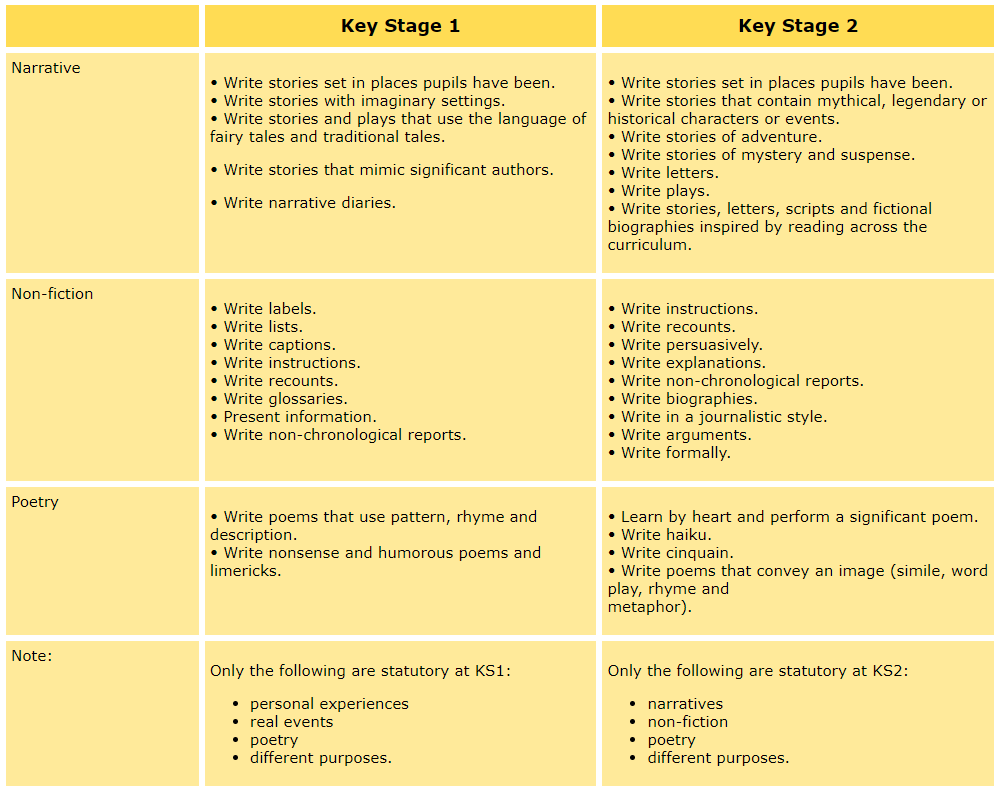 Key Stage 1
Key Stage 2
Narrative
• Write stories set in places pupils have been.
• Write stories with imaginary settings.
• Write stories and plays that use the language of
fairy tales and traditional tales.
• Write stories that mimic significant authors.
• Write narrative diaries.
• Write stories set in places pupils have been.
• Write stories that contain mythical, legendary or
historical characters or events.
• Write stories of adventure.
• Write stories of mystery and suspense.
• Write letters.
• Write plays.
• Write stories, letters, scripts and fictional
biographies inspired by reading across the
curriculum.
Non-fiction
• Write labels.
• Write lists.
• Write captions.
• Write instructions.
• Write recounts.
• Write glossaries.
• Present information.
• Write non-chronological reports.
• Write instructions.
• Write recounts.
• Write persuasively.
• Write explanations.
• Write non-chronological reports.
• Write biographies.
• Write in a journalistic style.
• Write arguments.
• Write formally.
Poetry
• Write poems that use pattern, rhyme and
description.
• Write nonsense and humorous poems and
limericks.
• Learn by heart and perform a significant poem.
• Write haiku.
• Write cinquain.
• Write poems that convey an image (simile, word
play, rhyme and
metaphor).
Note:
Only the following are statutory at KS1:
• personal experiences
• real events
• poetry
• different purposes.
Only the following are statutory at KS2:
• narratives
• non-fiction
• poetry
• different purposes.